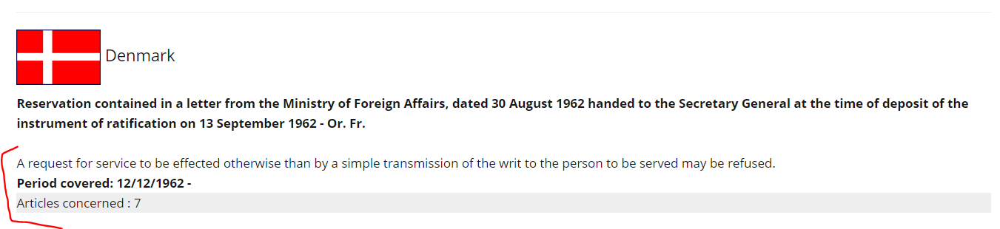 Denmark
Reservation contained in a letter from the Ministry of Foreign Affairs, dated 30 August 1962 handed to the Secretary General at the time of deposit of the
instrument of ratification on 13 September 1962 - Or. Fr.
A request for service to be effected otherwise than by a simple transmission of the writ to the person to be served may be refused.
Period covered: 12/12/1962 -
Articles concerned : 7